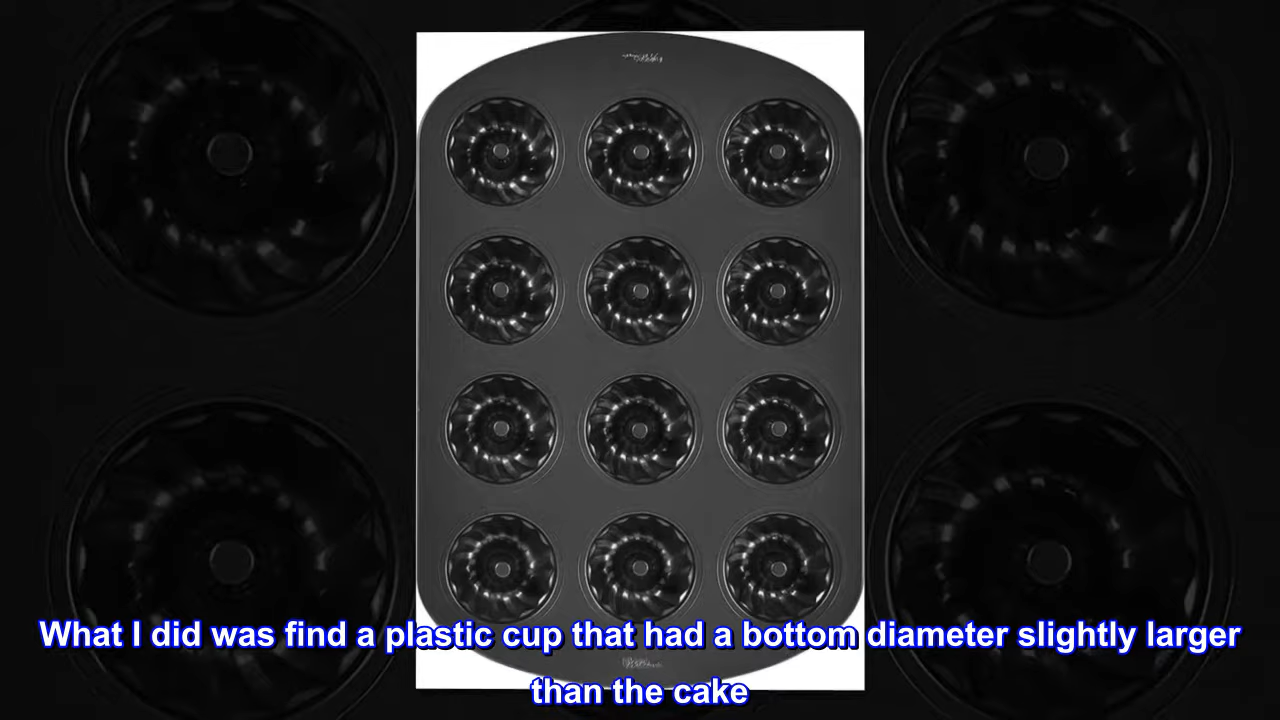 What I did was find a plastic cup that had a bottom diameter slightly larger
than the cake